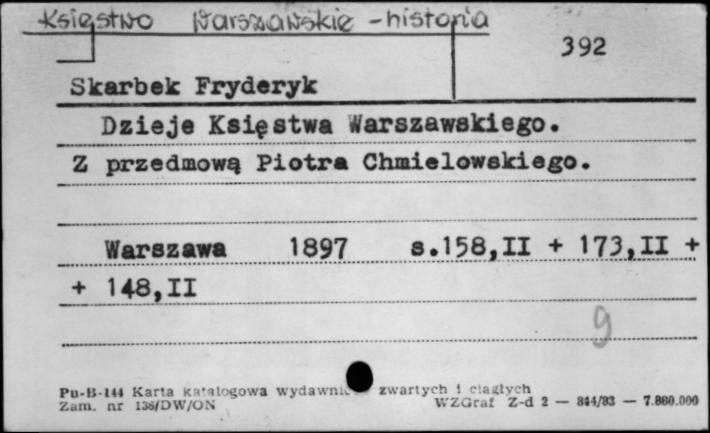 Księstwo Warszawskie - historia
392
Skarbek Fryderyk
Dzieje Księstwa Warszawskiego.
Z przedmową Piotra Chmielowskiego.
Warszawa 1897 s.158,II + 173,II +
+ 148,II
9
Pu-B-144 Karta katalogowa wydawnic zwartych i ciągłych
Zam. nr 136/DW/ON WZGraf Z-d 2 — 844/83 — 7.860.000